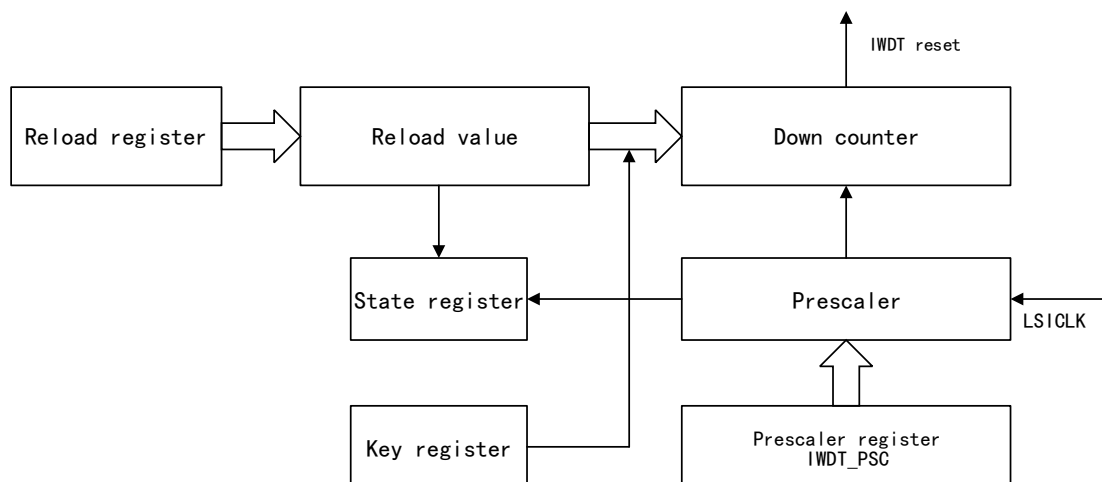 IWDT reset
Reload register
Reload value
Down counter
State register
Prescaler
LSICLK
Key register
Prescaler register
IWDT_PSC